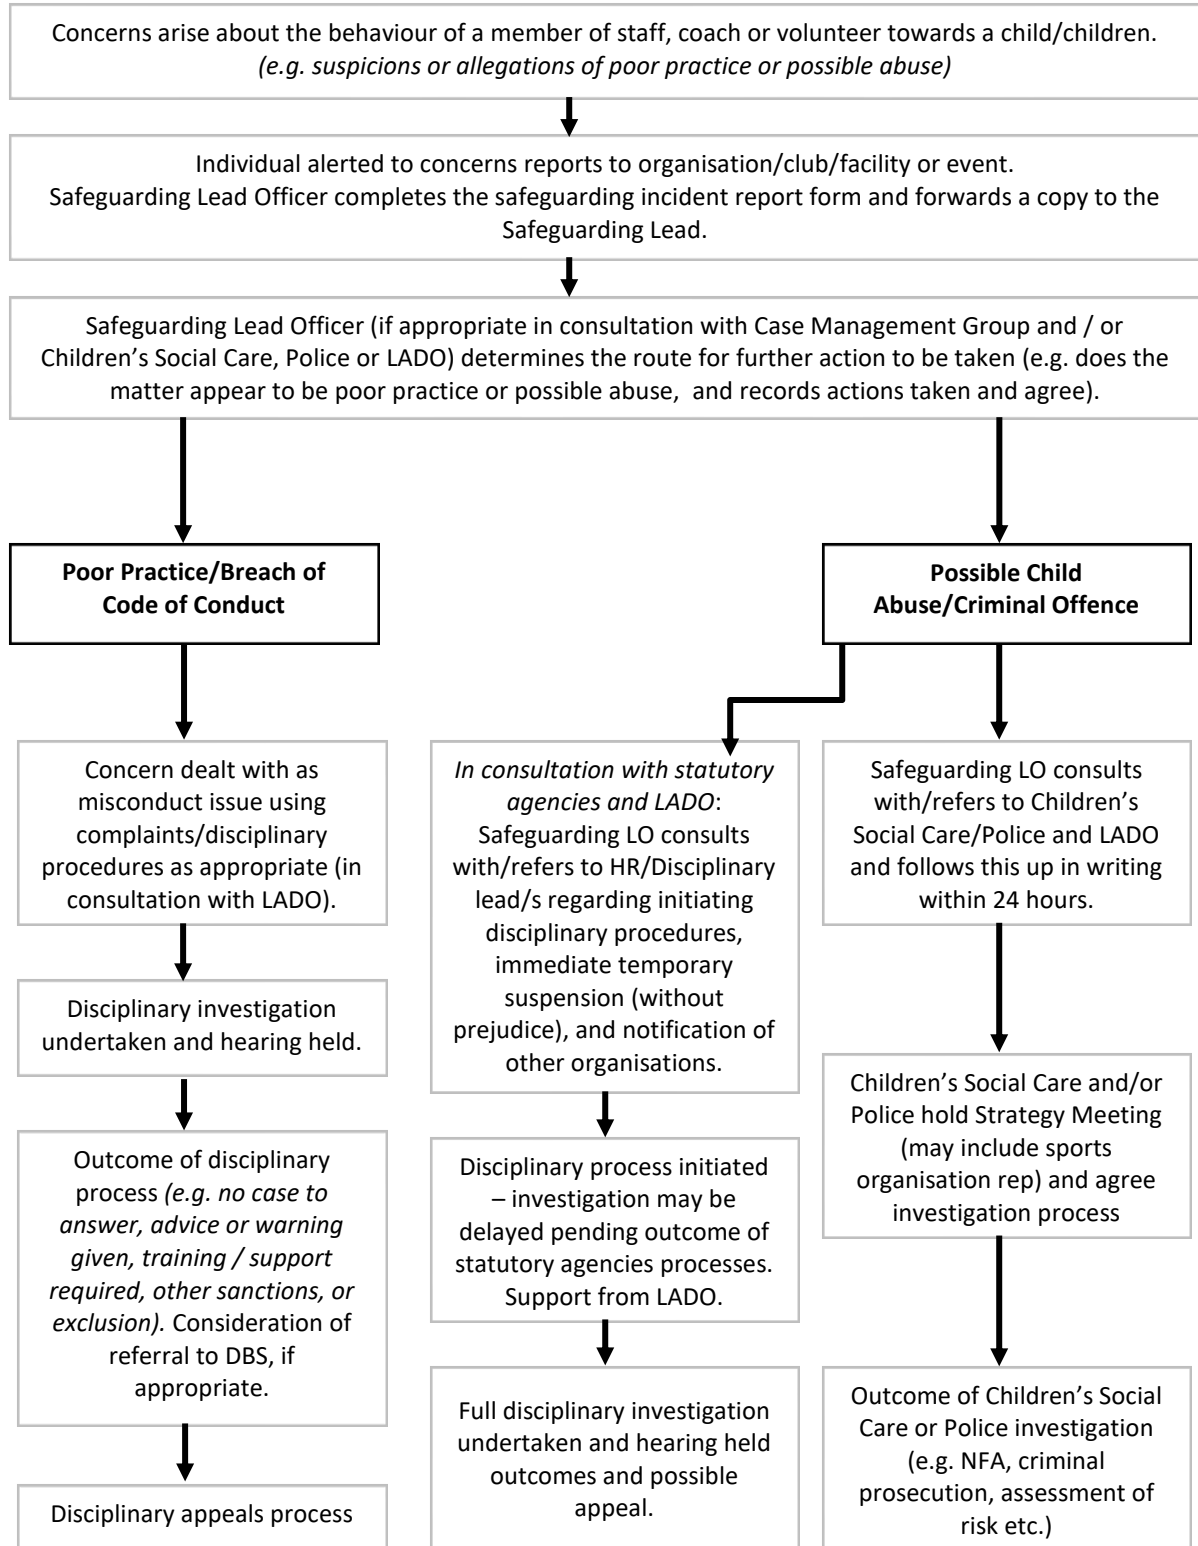 Concerns arise about the behaviour of a member of staff, coach or volunteer towards a child/children.
(e.g. suspicions or allegations of poor practice or possible abuse)
Individual alerted to concerns reports to organisation/club/facility or event.
Safeguarding Lead Officer completes the safeguarding incident report form and forwards a copy to the
Safeguarding Lead.
Safeguarding Lead Officer (if appropriate in consultation with Case Management Group and / or
Children’s Social Care, Police or LADO) determines the route for further action to be taken (e.g. does the
matter appear to be poor practice or possible abuse,  and records actions taken and agree).
Poor Practice/Breach of
Code of Conduct
Possible Child
Abuse/Criminal Offence
Concern dealt with as
misconduct issue using
complaints/disciplinary
procedures as appropriate (in
consultation with LADO).
Disciplinary investigation
undertaken and hearing held.
Outcome of disciplinary
process (e.g. no case to
answer, advice or warning
given, training / support
required, other sanctions, or
exclusion). Consideration of
referral to DBS, if
appropriate.
Disciplinary appeals process
In consultation with statutory
agencies and LADO:
Safeguarding LO consults
with/refers to HR/Disciplinary
lead/s regarding initiating
disciplinary procedures,
immediate temporary
suspension (without
prejudice), and notification of
other organisations.
Disciplinary process initiated
– investigation may be
delayed pending outcome of
statutory agencies processes.
Support from LADO.
Full disciplinary investigation
undertaken and hearing held
outcomes and possible
appeal.
Safeguarding LO consults
with/refers to Children’s
Social Care/Police and LADO
and follows this up in writing
within 24 hours.
Children’s Social Care and/or
Police hold Strategy Meeting
(may include sports
organisation rep) and agree
investigation process
Outcome of Children’s Social
Care or Police investigation
(e.g. NFA, criminal
prosecution, assessment of
risk etc.)